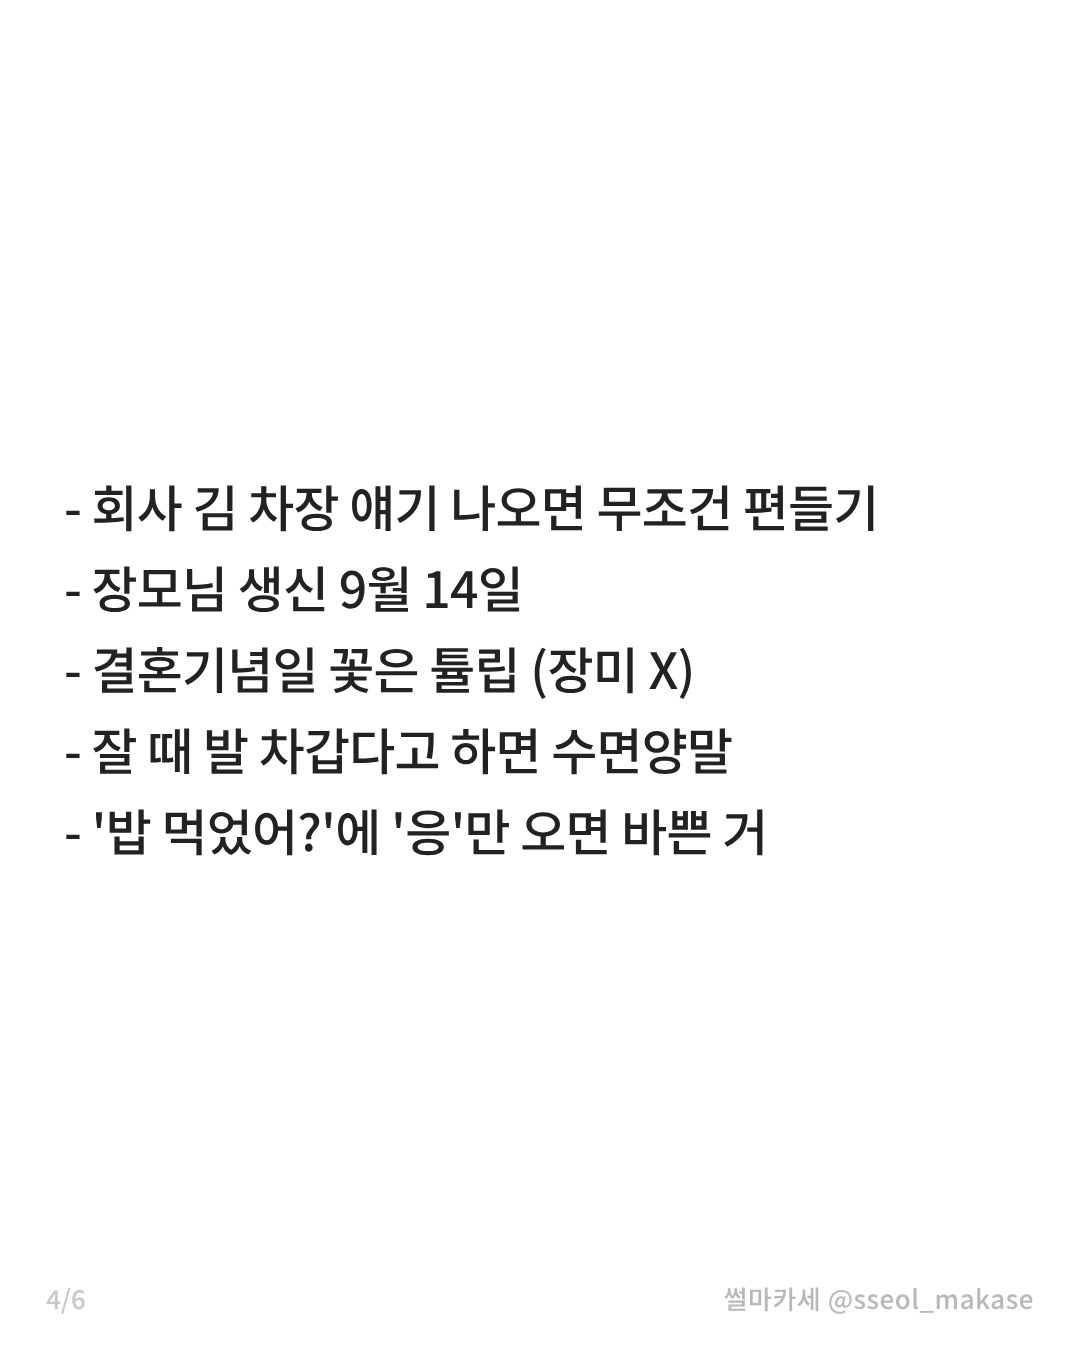 - 회사 김 차장 얘기 나오면 무조건 편들기
- 장모님 생신 9월 14일
- 결혼기념일 꽃은 튤립 (장미 X)
- 잘 때 발 차갑다고 하면 수면양말
- '밥 먹었어?'에 '응'만 오면 바쁜 거
4/6
썰마카세 @sseol_makase